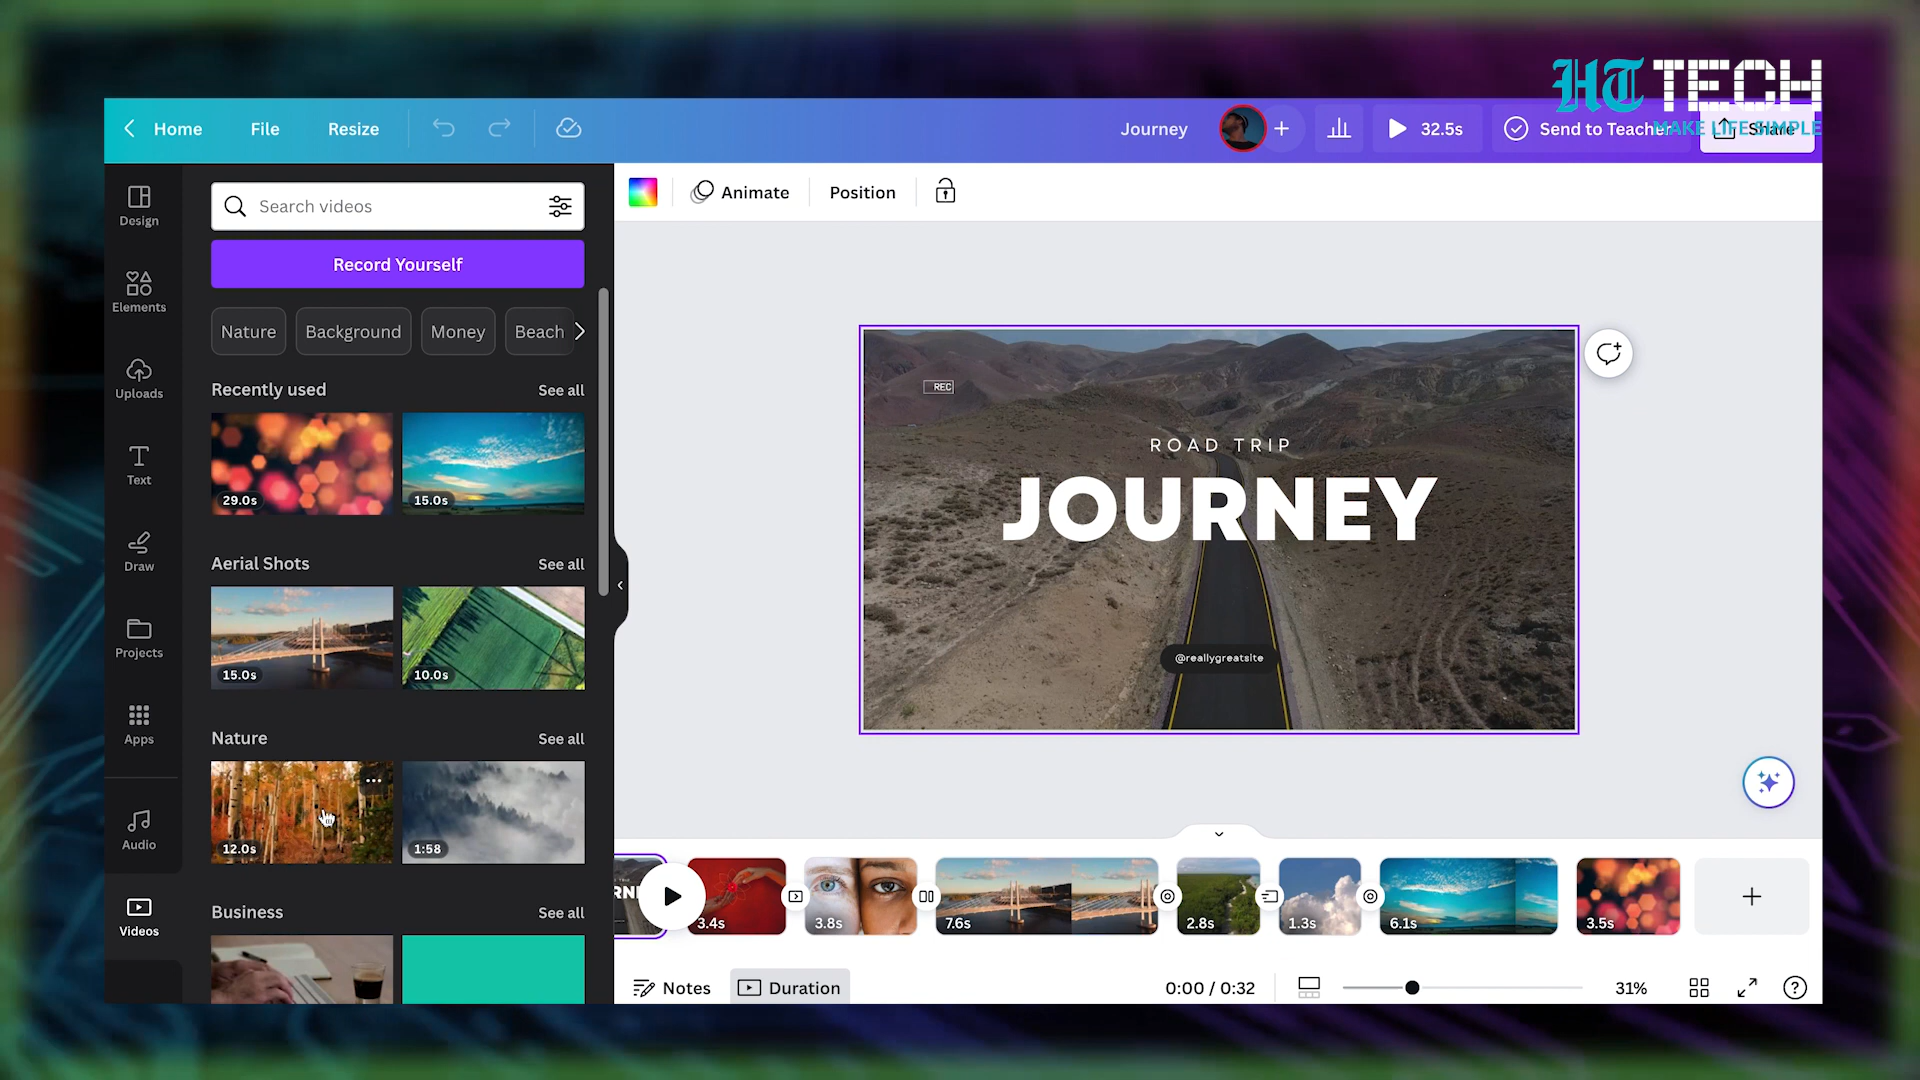 HT TECH
MAKE LIFE SIMPLE
Home
File
Resize
Journey
32.5s
Send to Teacher
Share
Design
Elements
Uploads
Text
Draw
Projects
Apps
Audio
Videos
Search videos
Record Yourself
Nature
Background
Money
Beach
Recently used
See all
29.0s
15.0s
Aerial Shots
See all
15.0s
10.0s
Nature
See all
12.0s
1:58
Business
See all
Animate
Position
REC
ROAD TRIP
JOURNEY
@reallygreatsite
3.4s
3.8s
7.6s
2.8s
1.3s
6.1s
3.5s
Notes
Duration
0:00 / 0:32
31%